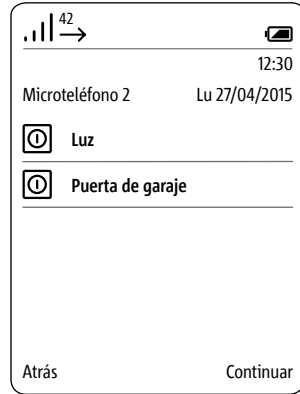 42
12:30
Microteléfono 2 Lu 27/04/2015
Luz
Puerta de garaje
Atrás Continuar